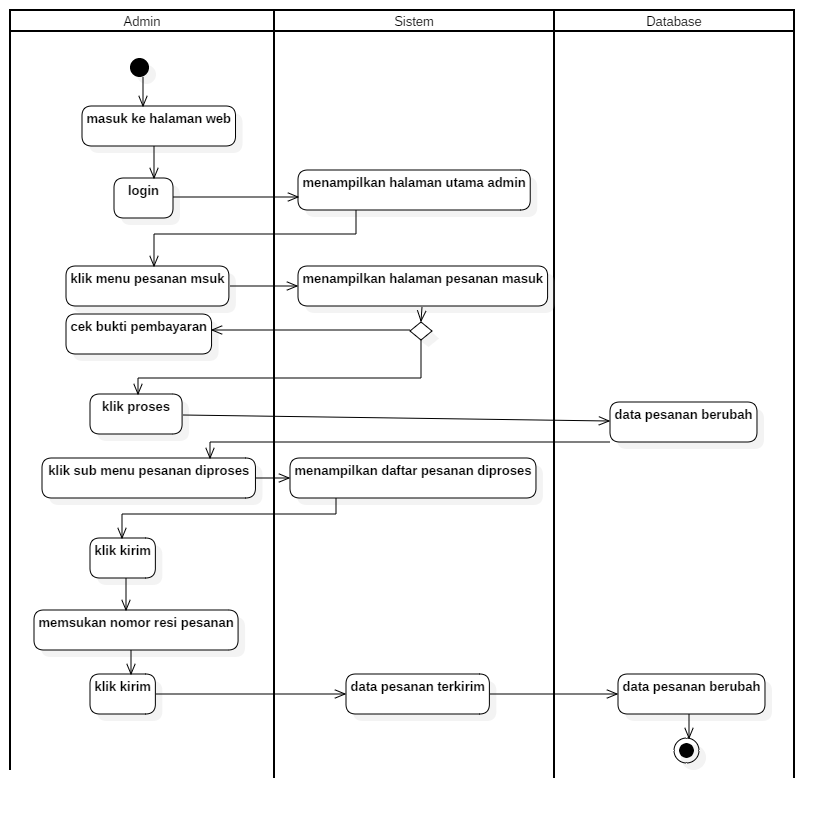 Admin
Sistem
Database
masuk ke halaman web
login
menampilkan halaman utama admin
klik menu pesanan msuk
menampilkan halaman pesanan masuk
cek bukti pembayaran
klik proses
data pesanan berubah
klik sub menu pesanan diproses
menampilkan daftar pesanan diproses
klik kirim
memsukan nomor resi pesanan
klik kirim
data pesanan terkirim
data pesanan berubah